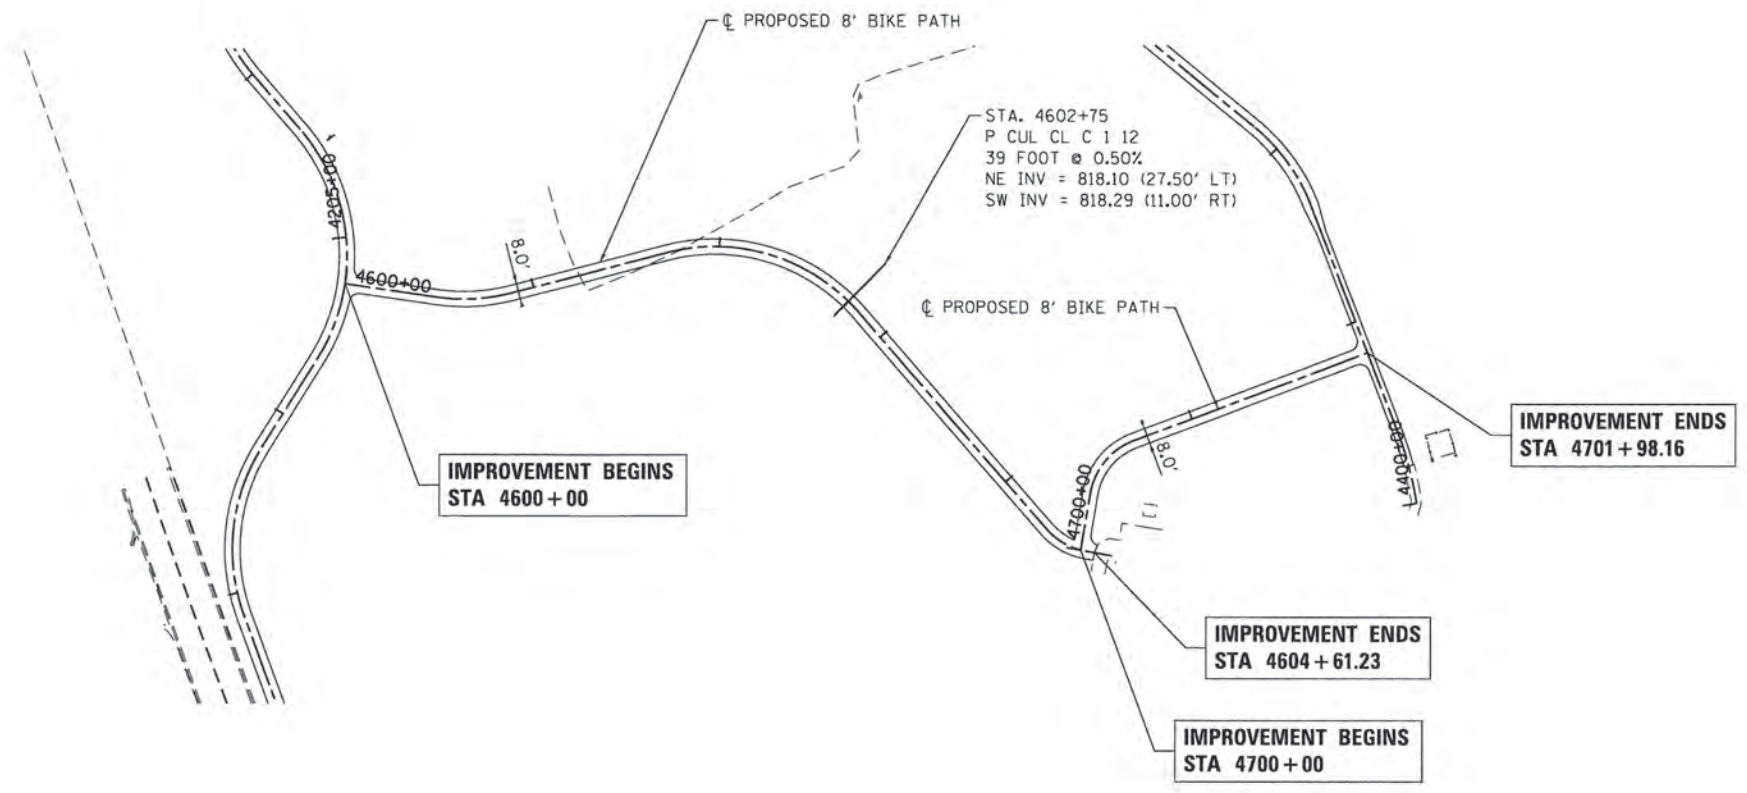 ℄ PROPOSED 8' BIKE PATH
STA. 4602+75
P CUL CL C 1 12
39 FOOT @ 0.50%
NE INV = 818.10 (27.50' LT)
SW INV = 818.29 (11.00' RT)
4205+00
4600+00
8.0'
℄ PROPOSED 8' BIKE PATH
IMPROVEMENT ENDS
STA 4701+98.16
IMPROVEMENT BEGINS
STA 4600+00
8.0'
4400+00
4700+00
IMPROVEMENT ENDS
STA 4604+61.23
IMPROVEMENT BEGINS
STA 4700+00